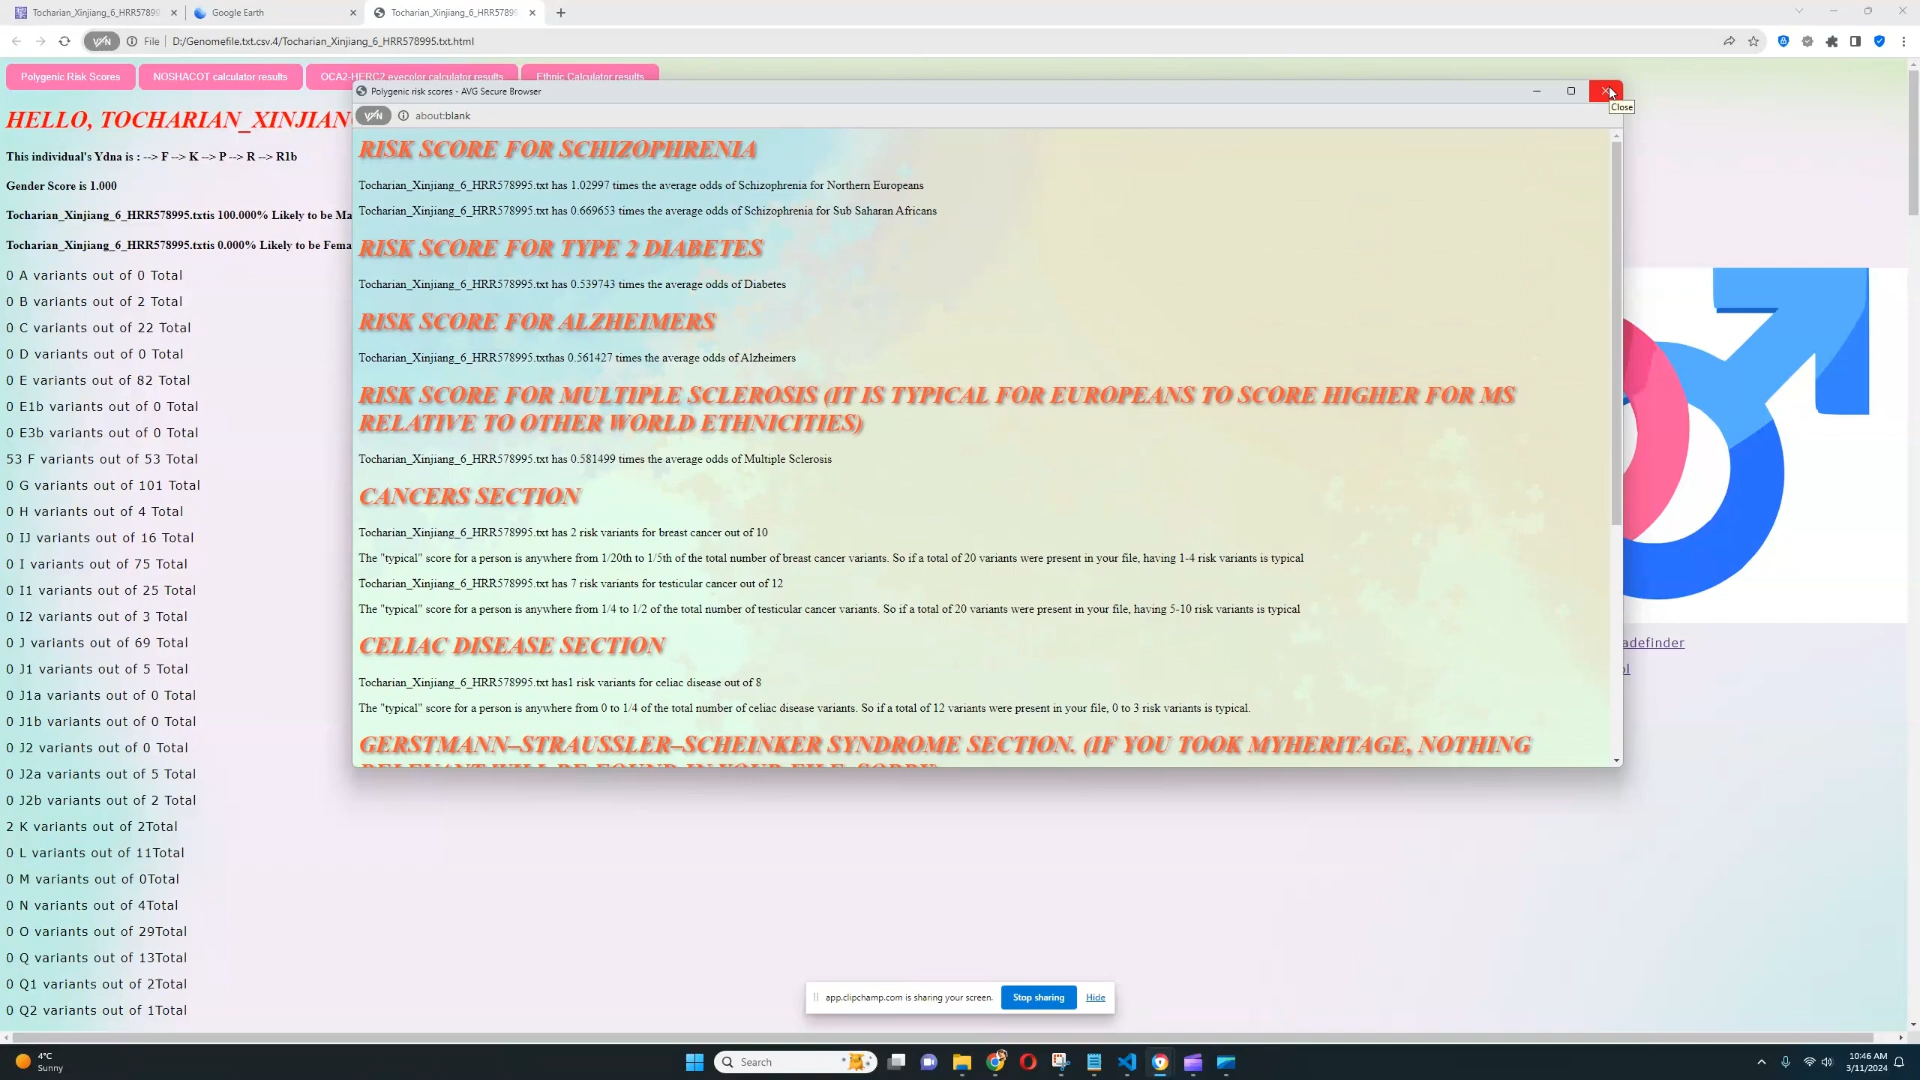 Tocharian_Xinjiang_6_HRR57899
Google Earth
Tocharian_Xinjiang_6_HRR57899
VPN
File
D:/Genomefile.txt.csv.4/Tocharian_Xinjiang_6_HRR578995.txt.html
Polygenic Risk Scores
NOSHACOT calculator results
OCA2-HERC2 eyecolor calculator results
Ethnic Calculator results
HELLO, TOCHARIAN_XINJIAN
This individual's Ydna is : --> F --> K --> P --> R --> R1b
Gender Score is 1.000
Tocharian_Xinjiang_6_HRR578995.txtis 100.000% Likely to be Ma
Tocharian_Xinjiang_6_HRR578995.txtis 0.000% Likely to be Fema
0 A variants out of 0 Total
0 B variants out of 2 Total
0 C variants out of 22 Total
0 D variants out of 0 Total
0 E variants out of 82 Total
0 E1b variants out of 0 Total
0 E3b variants out of 0 Total
53 F variants out of 53 Total
0 G variants out of 101 Total
0 H variants out of 4 Total
0 IJ variants out of 16 Total
0 I variants out of 75 Total
0 I1 variants out of 25 Total
0 I2 variants out of 3 Total
0 J variants out of 69 Total
0 J1 variants out of 5 Total
0 J1a variants out of 0 Total
0 J1b variants out of 0 Total
0 J2 variants out of 0 Total
0 J2a variants out of 5 Total
0 J2b variants out of 2 Total
2 K variants out of 2Total
0 L variants out of 11Total
0 M variants out of 0Total
0 N variants out of 4Total
0 O variants out of 29Total
0 Q variants out of 13Total
0 Q1 variants out of 2Total
0 Q2 variants out of 1Total
Polygenic risk scores - AVG Secure Browser
Close
VPN
about:blank
RISK SCORE FOR SCHIZOPHRENIA
Tocharian_Xinjiang_6_HRR578995.txt has 1.02997 times the average odds of Schizophrenia for Northern Europeans
Tocharian_Xinjiang_6_HRR578995.txt has 0.669653 times the average odds of Schizophrenia for Sub Saharan Africans
RISK SCORE FOR TYPE 2 DIABETES
Tocharian_Xinjiang_6_HRR578995.txt has 0.539743 times the average odds of Diabetes
RISK SCORE FOR ALZHEIMERS
Tocharian_Xinjiang_6_HRR578995.txthas 0.561427 times the average odds of Alzheimers
RISK SCORE FOR MULTIPLE SCLEROSIS (IT IS TYPICAL FOR EUROPEANS TO SCORE HIGHER FOR MS
RELATIVE TO OTHER WORLD ETHNICITIES)
Tocharian_Xinjiang_6_HRR578995.txt has 0.581499 times the average odds of Multiple Sclerosis
CANCERS SECTION
Tocharian_Xinjiang_6_HRR578995.txt has 2 risk variants for breast cancer out of 10
The "typical" score for a person is anywhere from 1/20th to 1/5th of the total number of breast cancer variants. So if a total of 20 variants were present in your file, having 1-4 risk variants is typical
Tocharian_Xinjiang_6_HRR578995.txt has 7 risk variants for testicular cancer out of 12
The "typical" score for a person is anywhere from 1/4 to 1/2 of the total number of testicular cancer variants. So if a total of 20 variants were present in your file, having 5-10 risk variants is typical
CELIAC DISEASE SECTION
Tocharian_Xinjiang_6_HRR578995.txt has1 risk variants for celiac disease out of 8
The "typical" score for a person is anywhere from 0 to 1/4 of the total number of celiac disease variants. So if a total of 12 variants were present in your file, 0 to 3 risk variants is typical.
GERSTMANN–STRAUSSLER–SCHEINKER SYNDROME SECTION. (IF YOU TOOK MYHERITAGE, NOTHING
RELEVANT WILL BE FOUND IN YOUR FILE, SORRY)
adefinder
ol
app.clipchamp.com is sharing your screen.
Stop sharing
Hide
4°C
Sunny
Search
10:46 AM
3/11/2024